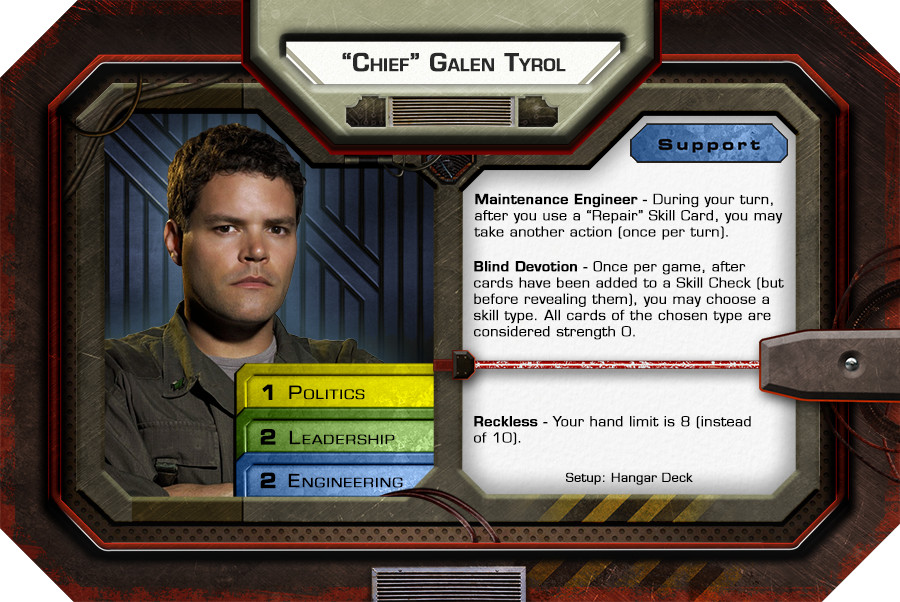 “Chief” Galen Tyrol
Support
Maintenance Engineer - During your turn,
after you use a “Repair” Skill Card, you may
take another action (once per turn).
Blind Devotion - Once per game, after
cards have been added to a Skill Check (but
before revealing them), you may choose a
skill type. All cards of the chosen type are
considered strength 0.
1 Politics
2 Leadership
2 Engineering
Reckless - Your hand limit is 8 (instead
of 10).
Setup: Hangar Deck